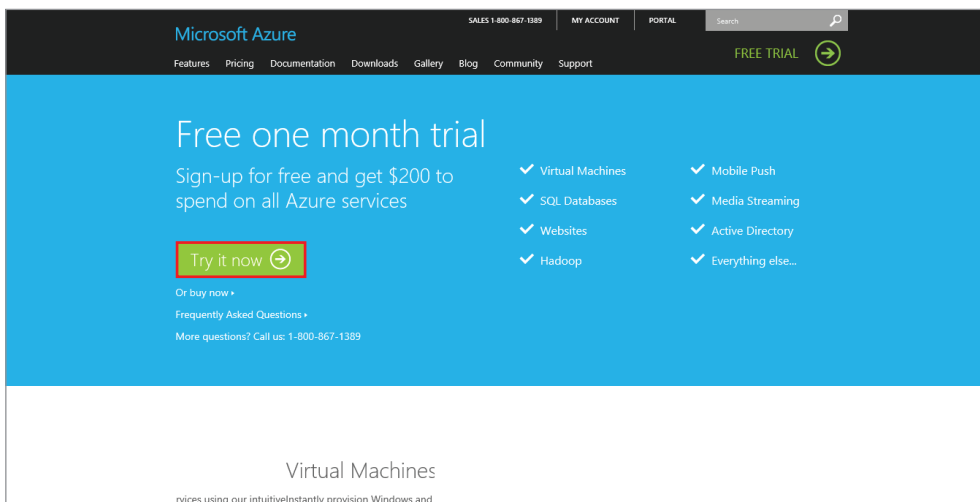 SALES 1-800-867-1389 MY ACCOUNT PORTAL Search
Microsoft Azure
FREE TRIAL
Features Pricing Documentation Downloads Gallery Blog Community Support
Free one month trial
Sign-up for free and get $200 to
spend on all Azure services
Try it now
Or buy now
Frequently Asked Questions
More questions? Call us: 1-800-867-1389
Virtual Machines
SQL Databases
Websites
Hadoop
Mobile Push
Media Streaming
Active Directory
Everything else...
Virtual Machines
rvices using our intuitiveInstantly provision Windows and